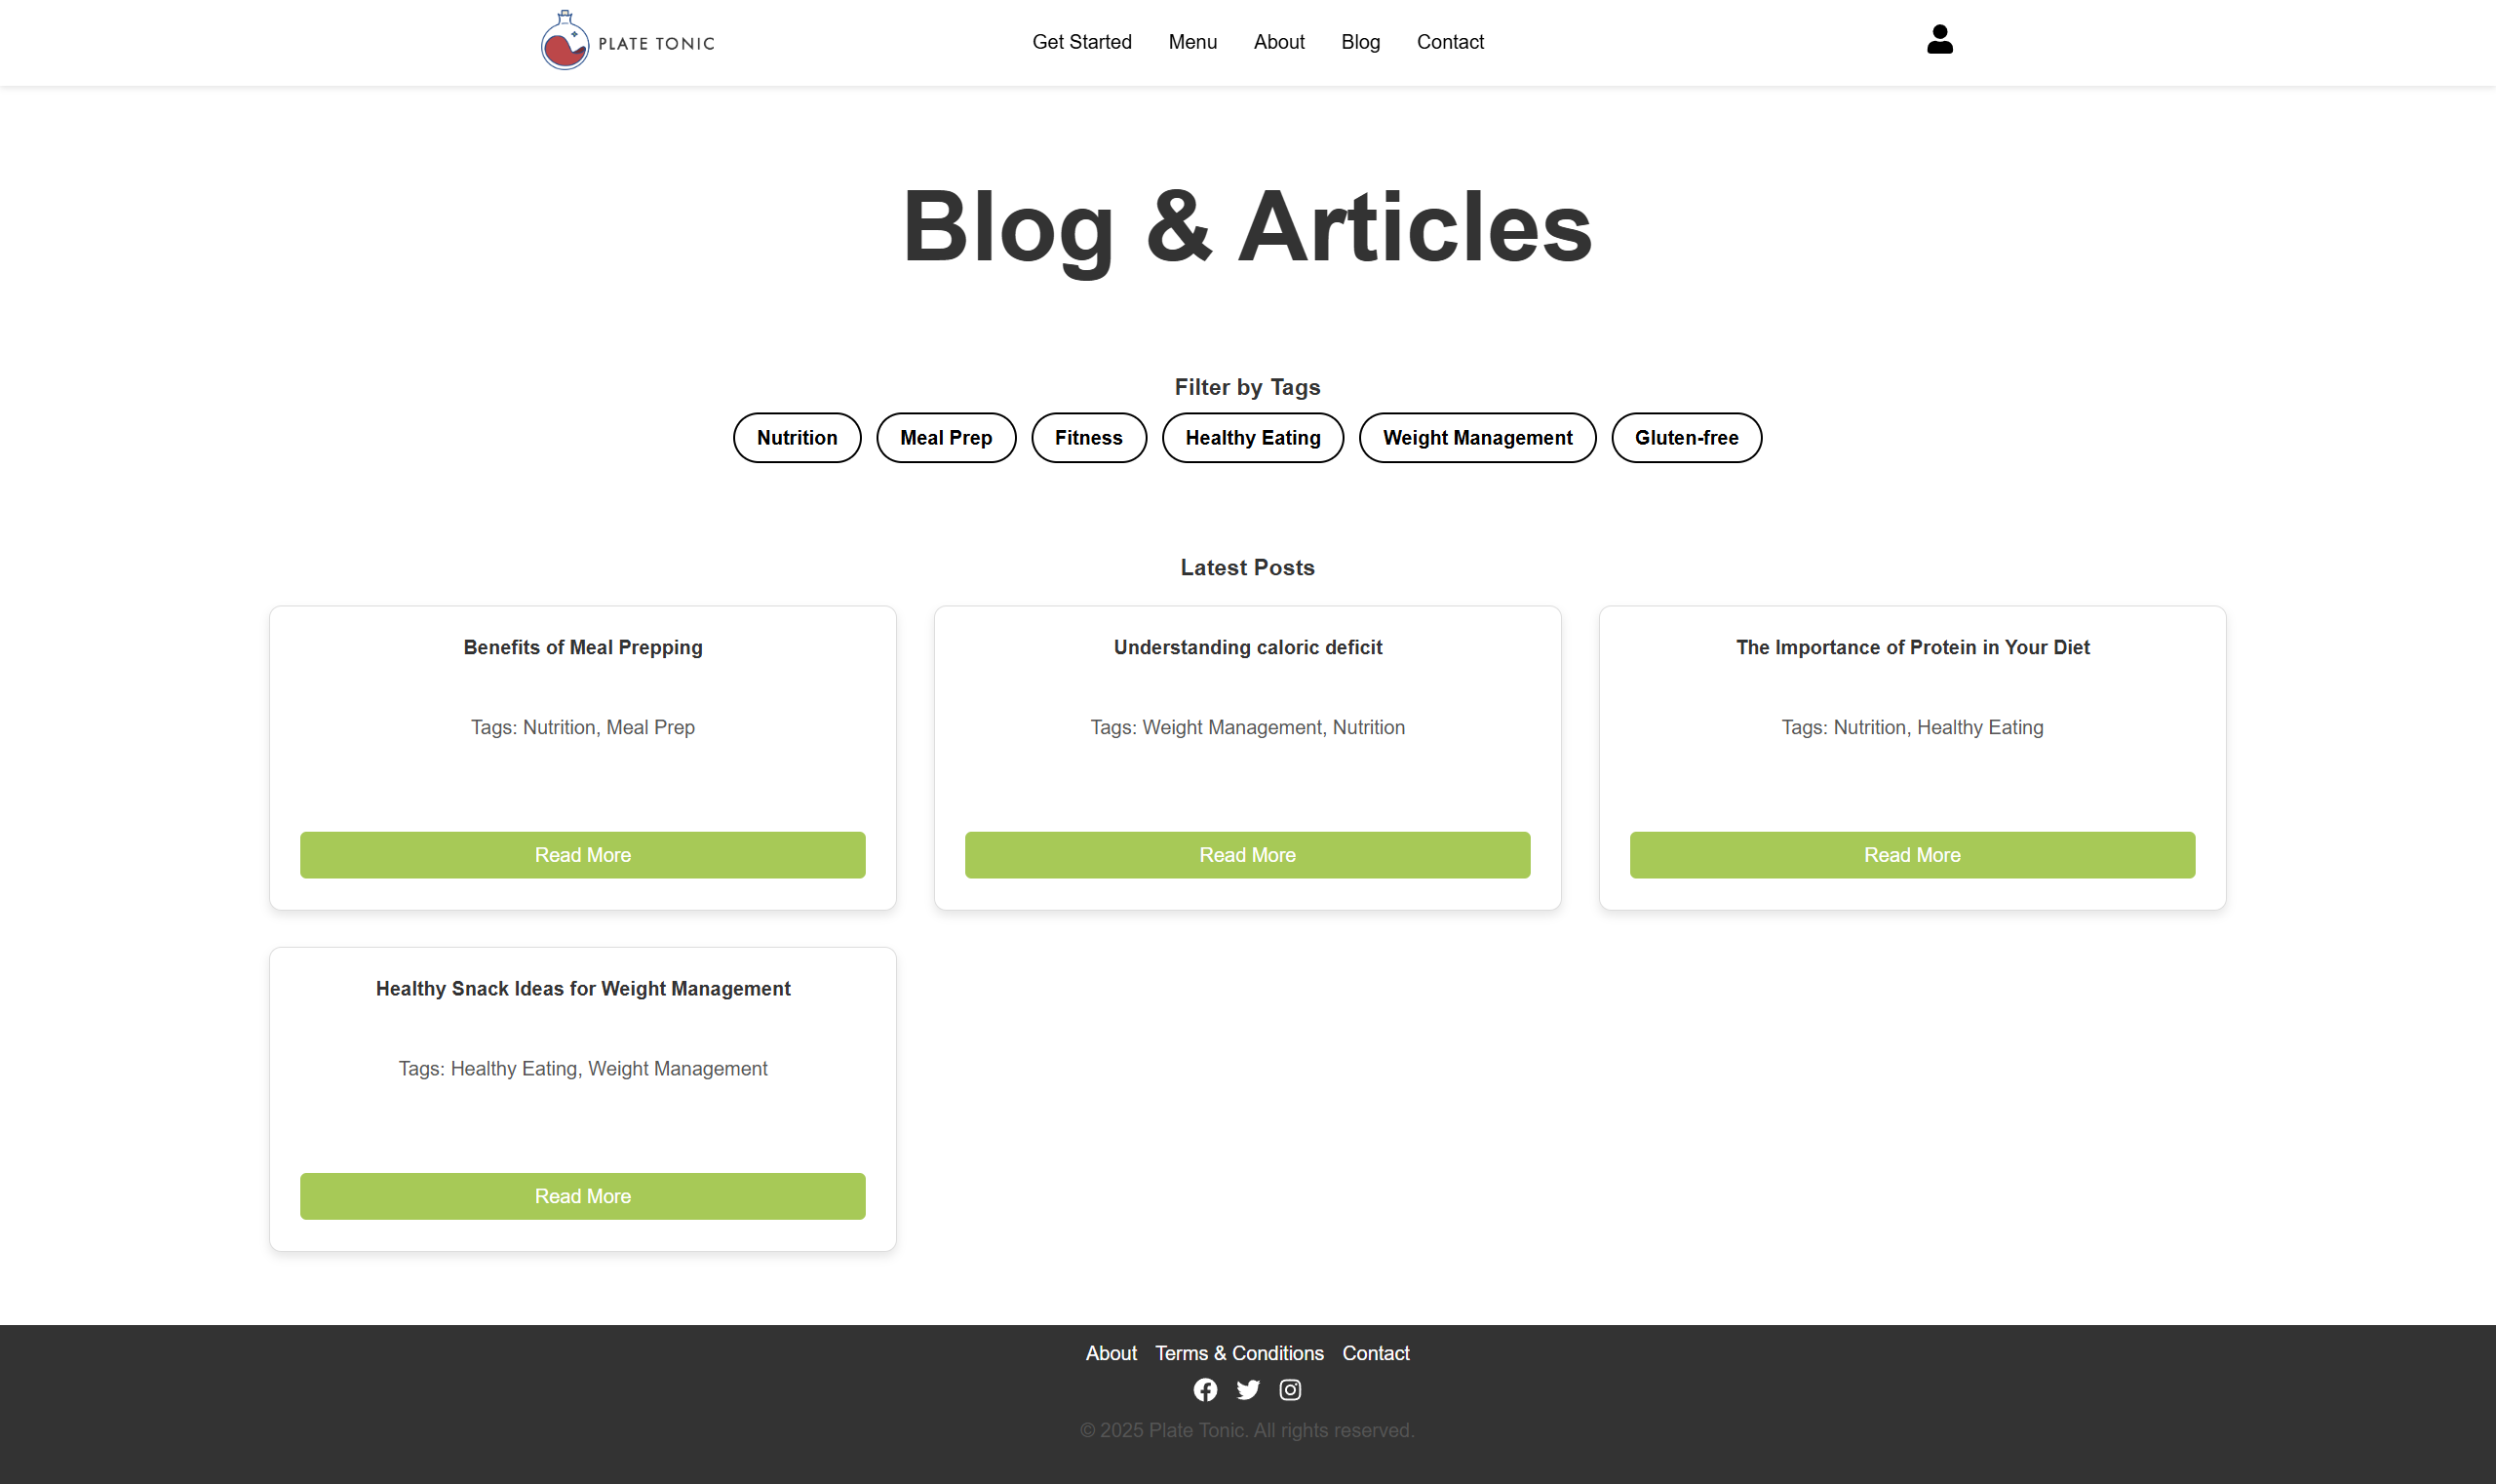 PLATE TONIC
Get Started Menu About Blog Contact
Blog & Articles
Filter by Tags
Nutrition Meal Prep Fitness Healthy Eating Weight Management Gluten-free
Latest Posts
Benefits of Meal Prepping
Tags: Nutrition, Meal Prep
Read More
Understanding caloric deficit
Tags: Weight Management, Nutrition
Read More
The Importance of Protein in Your Diet
Tags: Nutrition, Healthy Eating
Read More
Healthy Snack Ideas for Weight Management
Tags: Healthy Eating, Weight Management
Read More
About Terms & Conditions Contact
© 2025 Plate Tonic. All rights reserved.